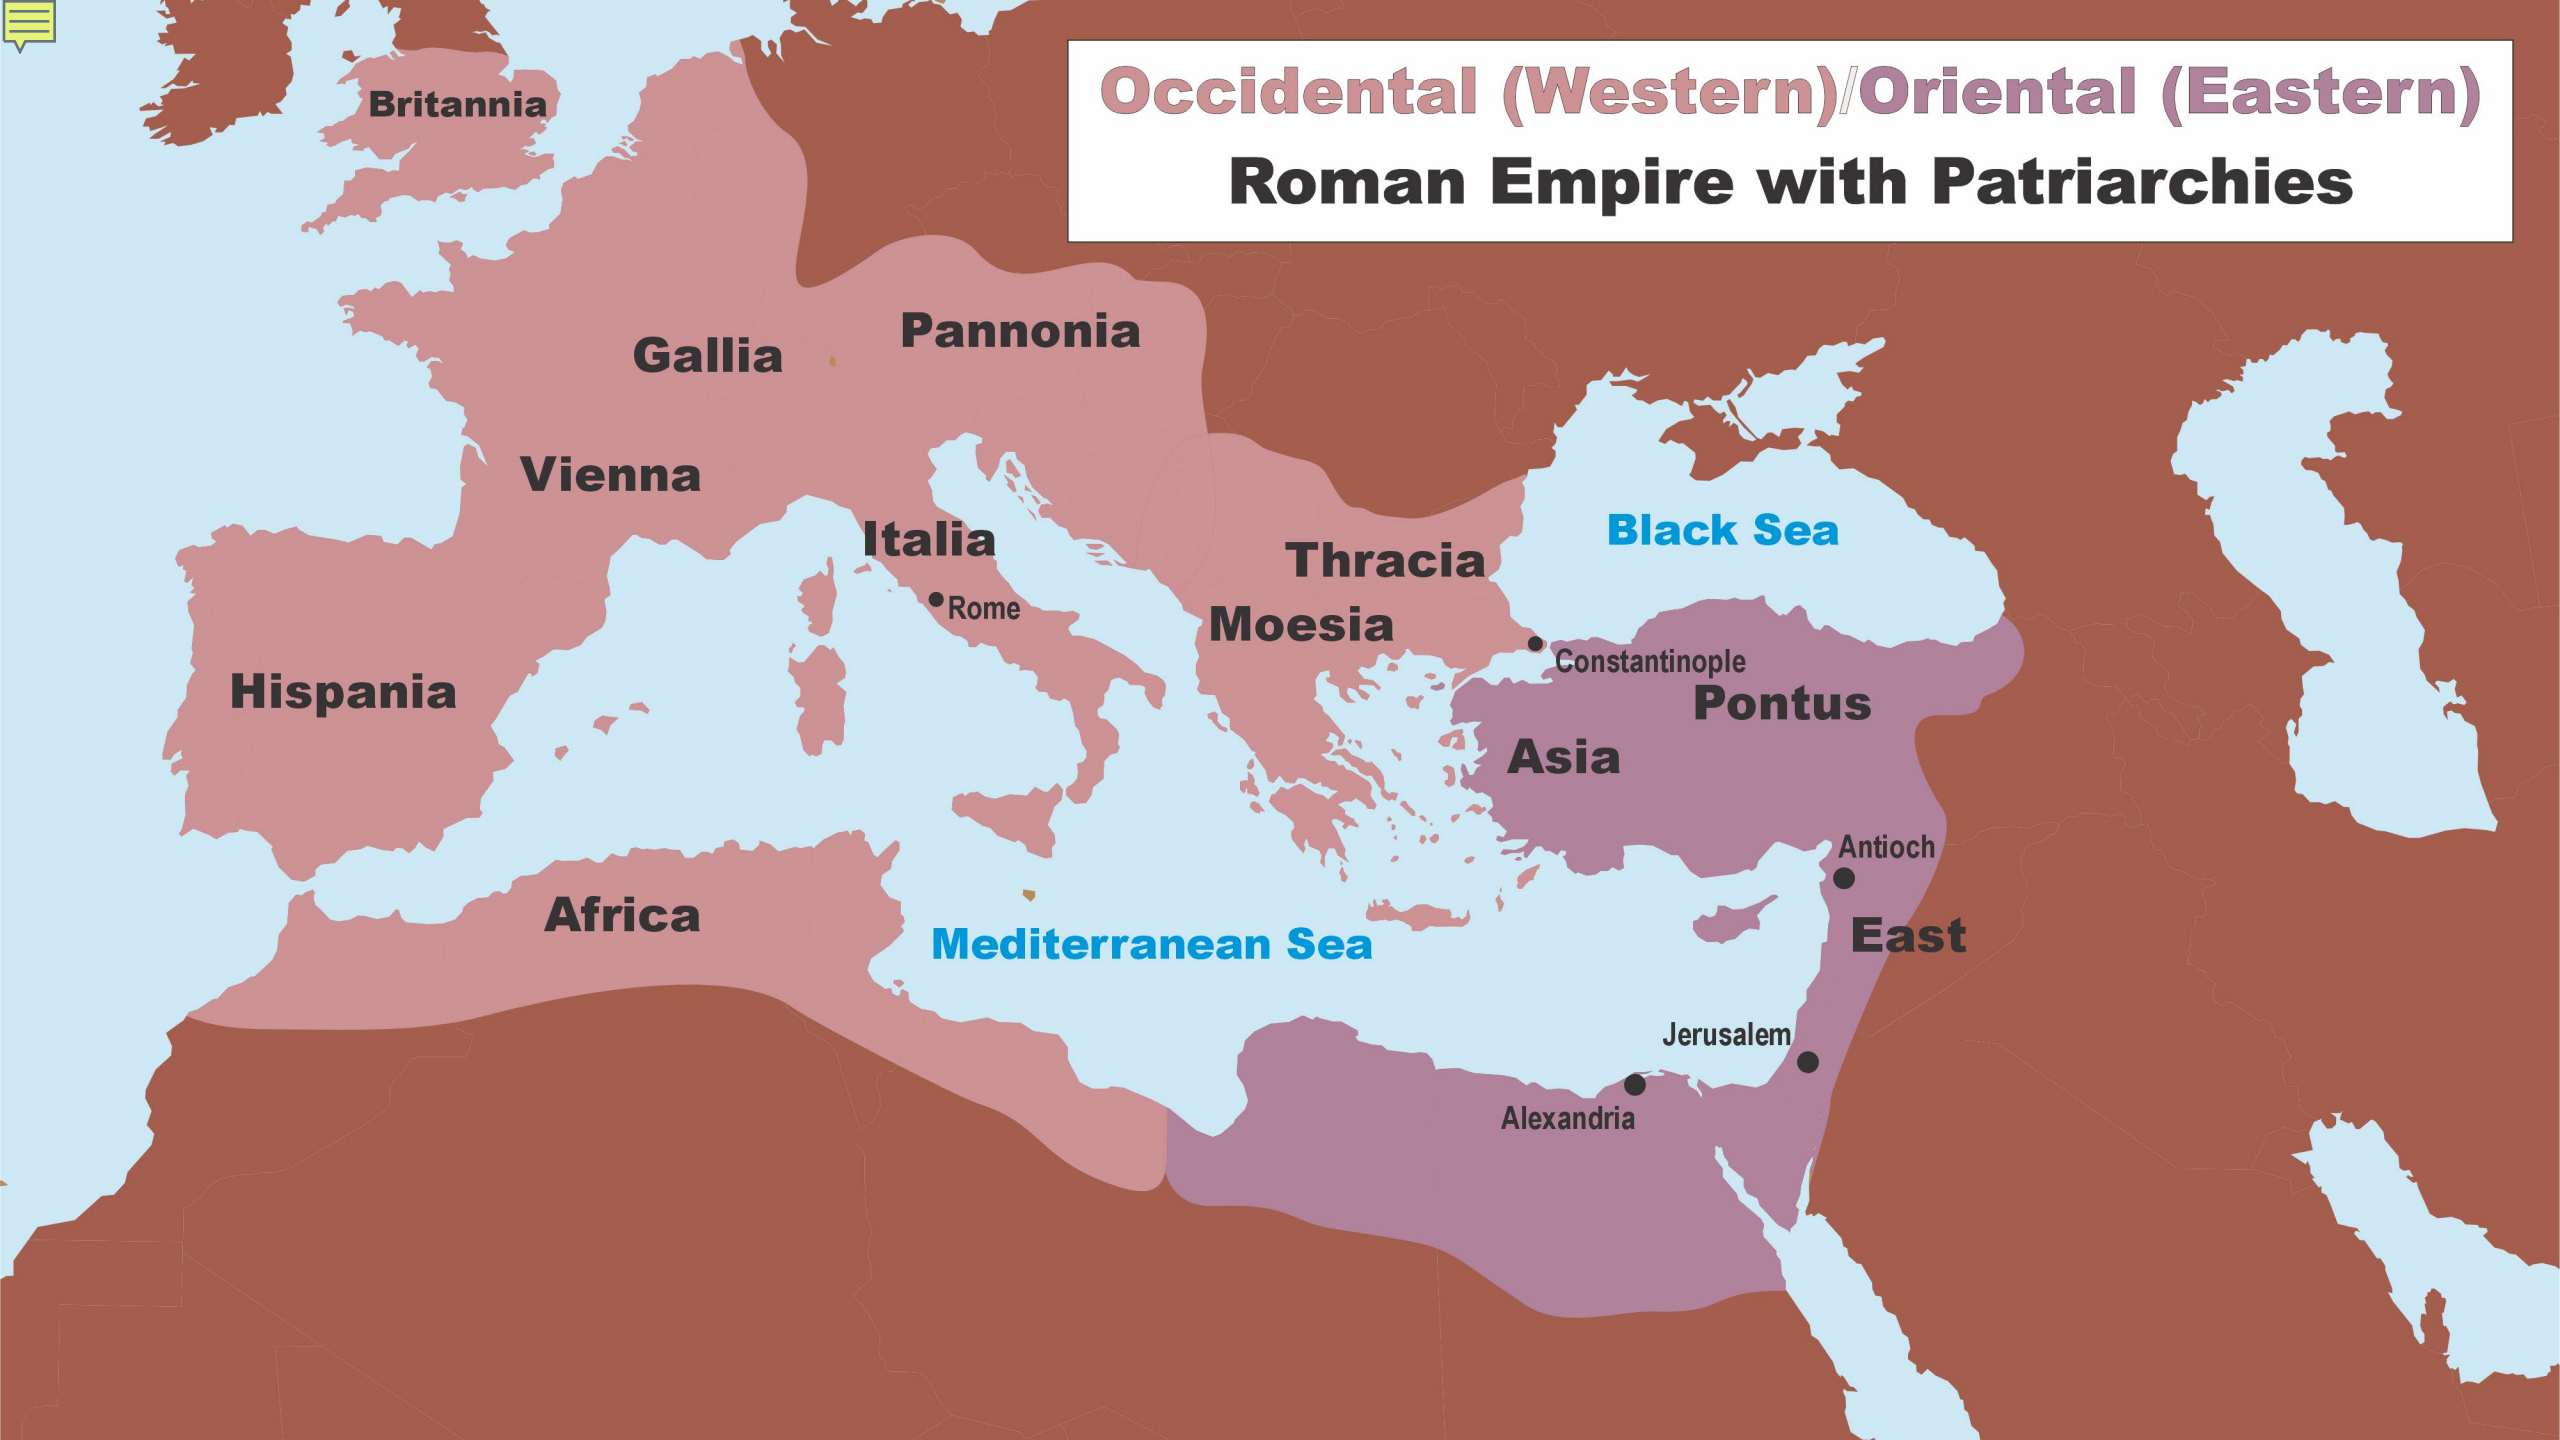 Occidental (Western)/Oriental (Eastern)
Roman Empire with Patriarchies
Britannia
Pannonia
Gallia
Vienna
Italia
Black Sea
Thracia
Rome
Moesia
Constantinople
Hispania
Pontus
Asia
Antioch
Africa
East
Mediterranean Sea
Jerusalem
Alexandria